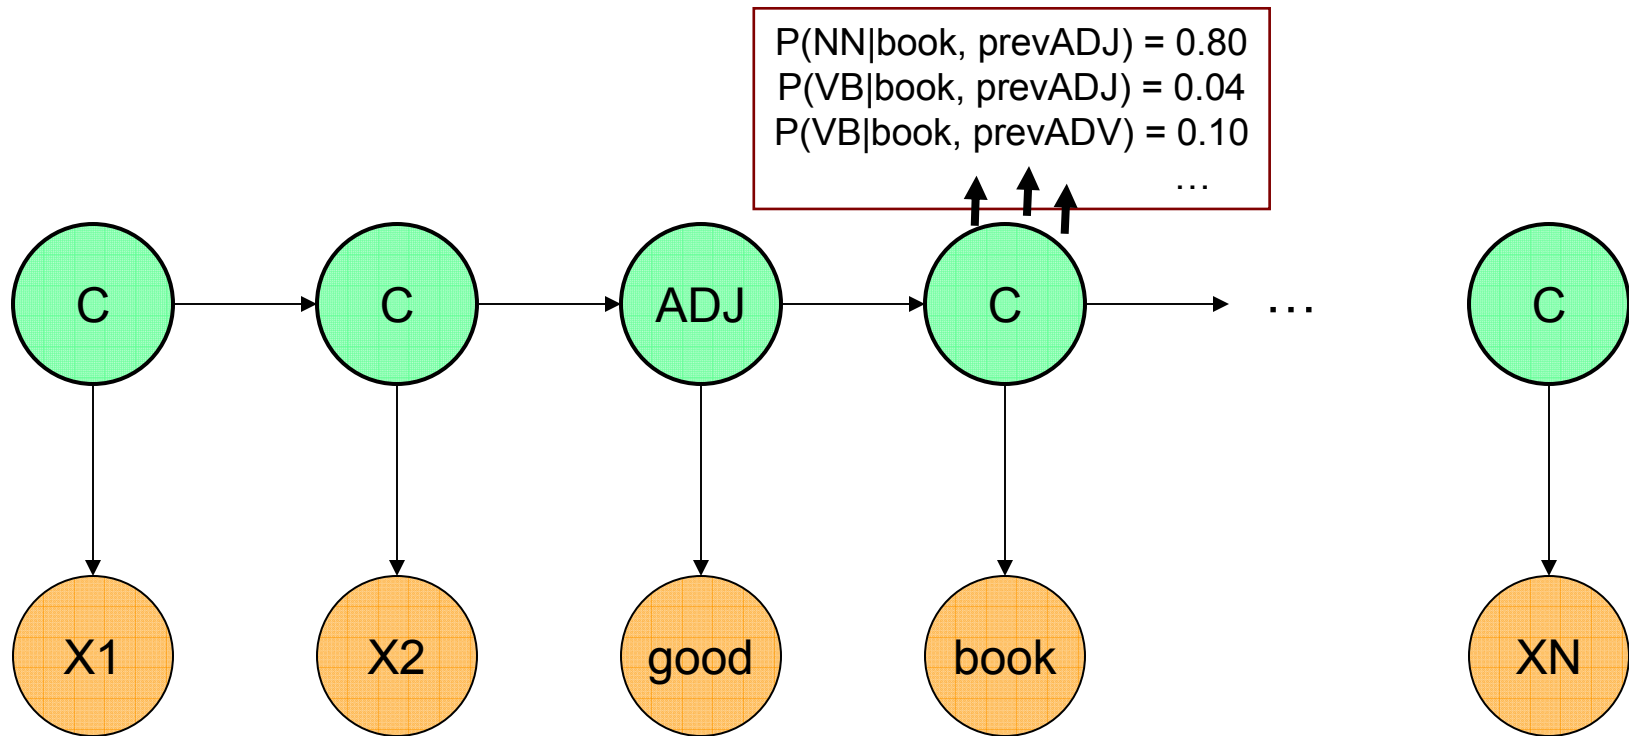 P(NN|book, prevADJ) = 0.80
P(VB|book, prevADJ) = 0.04
P(VB|book, prevADV) = 0.10
...
C C ADJ C ... C
X1 X2 good book XN